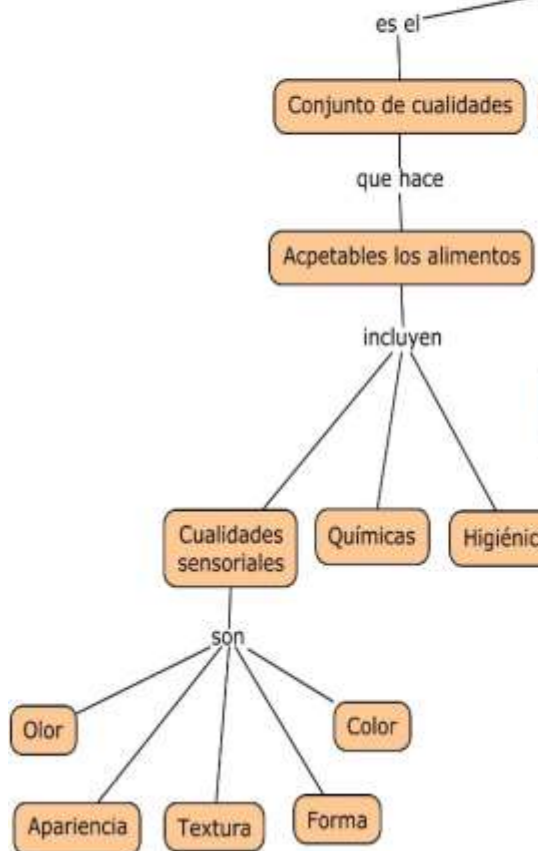 es el
Conjunto de cualidades
que hace
Acpetables los alimentos
incluyen
Cualidades
sensoriales
Químicas
Higiénic
son
Olor
Color
Apariencia
Textura
Forma